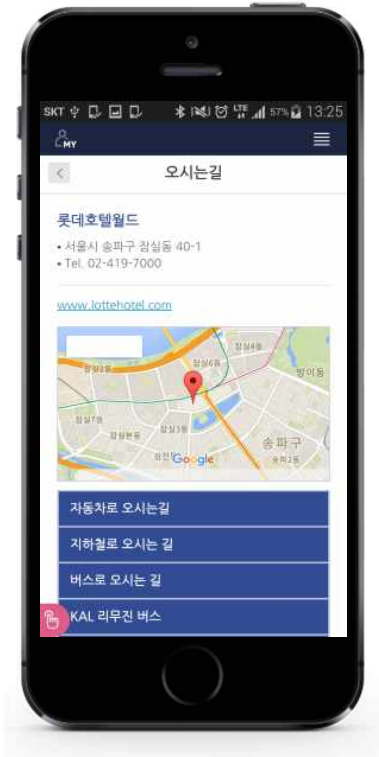 SKT LTE 57% 13:25
MY
오시는길
롯데호텔월드
• 서울시 송파구 잠실동 40-1
• Tel. 02-419-7000
www.lottehotel.com
잠실4동
잠실6동
방이동
잠실7동
잠실본동
잠실3동
송파구
송파2동
Google
자동차로 오시는길
지하철로 오시는 길
버스로 오시는 길
KAL 리무진 버스